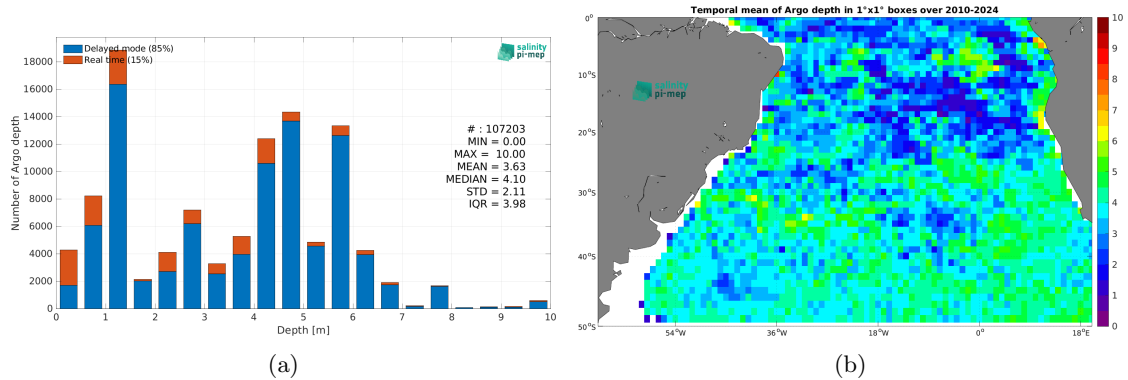 Delayed mode (85%)
Real time (15%)
salinity
pi-mep
18000
16000
14000
12000
10000
8000
6000
4000
2000
0
Number of Argo depth
# : 107203
MIN = 0.00
MAX = 10.00
MEAN = 3.63
MEDIAN = 4.10
STD = 2.11
IQR = 3.98
0 1 2 3 4 5 6 7 8 9 10
Depth [m]
(a)
Temporal mean of Argo depth in 1°x1° boxes over 2010-2024
0°
10°S
20°S
30°S
40°S
50°S
salinity
pi-mep
54°W 36°W 18°W 0° 18°E
10
9
8
7
6
5
4
3
2
1
0
(b)